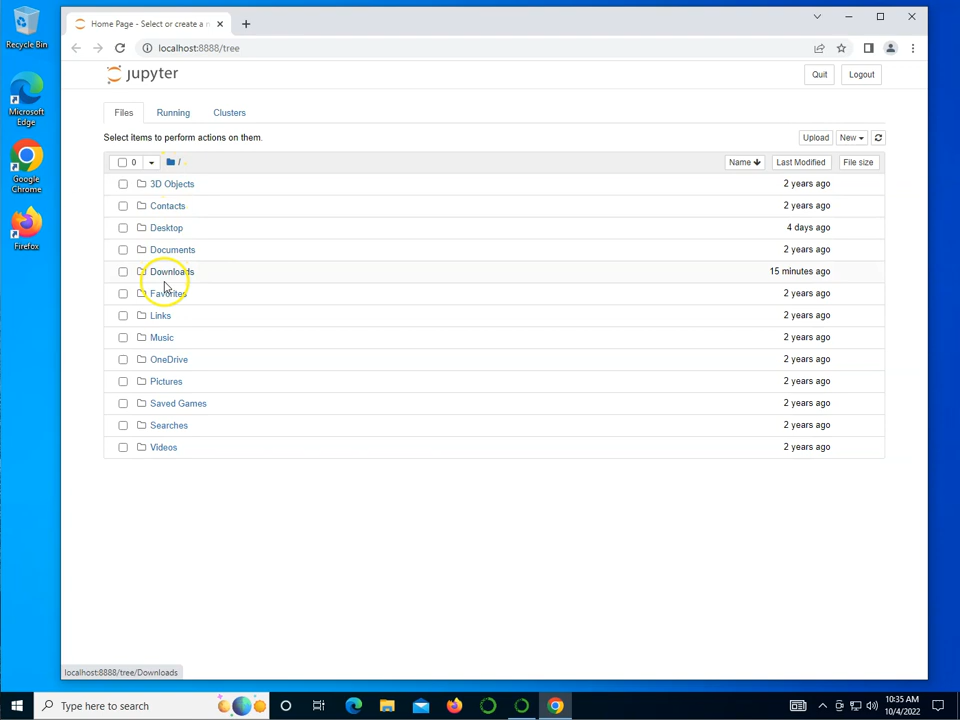 Recycle Bin
Microsoft
Edge
Google
Chrome
Firefox
Home Page - Select or create a n
localhost:8888/tree
jupyter
Quit
Logout
Files
Running
Clusters
Select items to perform actions on them.
Upload
New
0
/
Name
Last Modified
File size
3D Objects
2 years ago
Contacts
2 years ago
Desktop
4 days ago
Documents
2 years ago
Downloads
15 minutes ago
Favorites
2 years ago
Links
2 years ago
Music
2 years ago
OneDrive
2 years ago
Pictures
2 years ago
Saved Games
2 years ago
Searches
2 years ago
Videos
2 years ago
localhost:8888/tree/Downloads
Type here to search
10:35 AM
10/4/2022